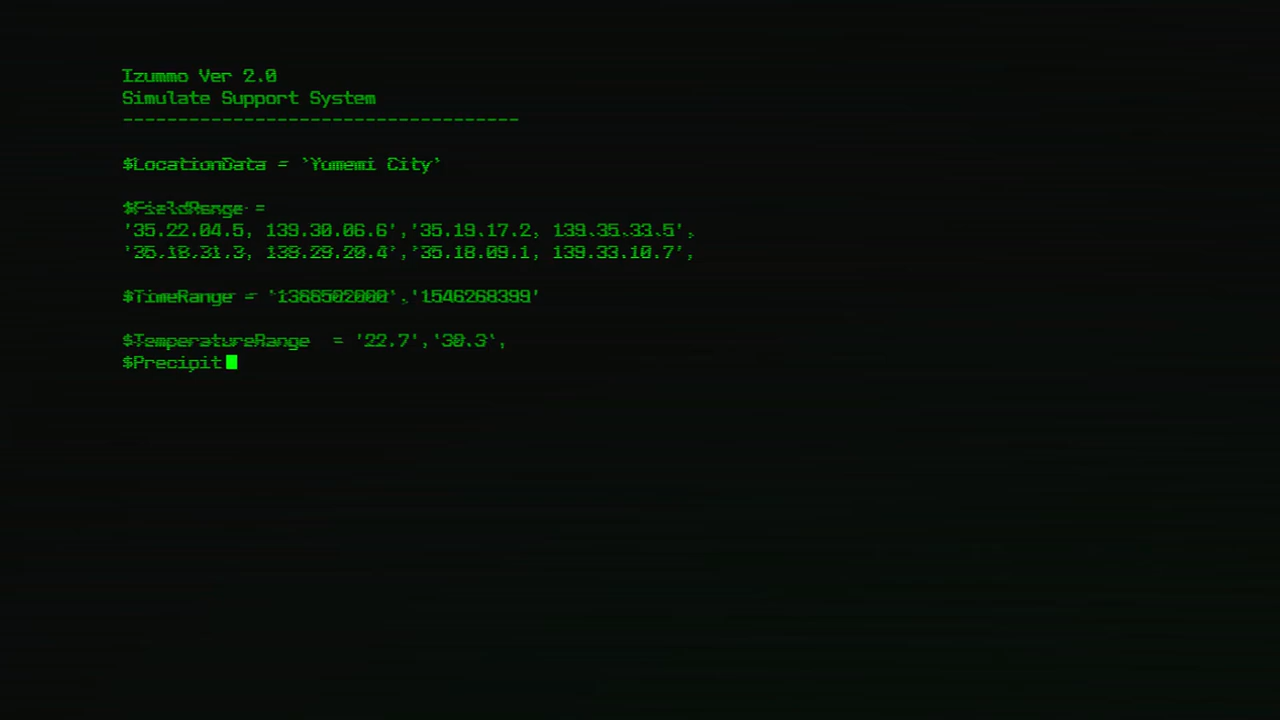 Izummo Ver 2.0
Simulate Support System
------------------------------------
$LocationData = `Yumemi City`
$FieldRange =
'35.22.04.5, 139.30.06.6','35.19.17.2, 139.35.33.5',
'35.18.31.3, 138.29.20.4','35.18.09.1, 139.33.10.7',
$TimeRange = '1366502000','1546268399'
$TemperatureRange  = '22.7','30.3',
$Precipit